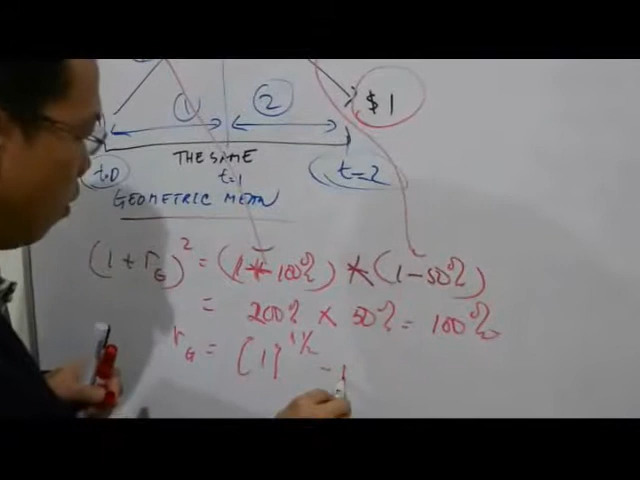 ① ② $1
THE SAME
t=0 t=1 t=2
GEOMETRIC MEAN
(1 + r_G)² = (1 + 100%) × (1 - 50%)
= 200% × 50% = 100%
r_G = (1)^1/2 - 1